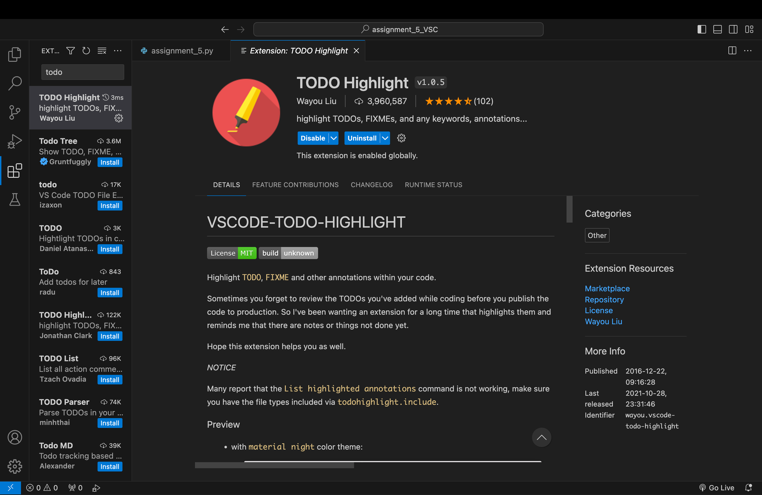 assignment_5_VSC
EXT...
todo
TODO Highlight 3ms
highlight TODOs, FIX...
Wayou Liu
Todo Tree 3.6M
Show TODO, FIXME, ...
Gruntfuggly Install
todo 17K
VS Code TODO File E...
izaxon Install
TODO 3K
Hightlight TODOs in c...
Daniel Atanas... Install
ToDo 843
Add todos for later
radu Install
TODO Highl... 122K
highlight TODOs, FIX...
Jonathan Clark Install
TODO List 96K
List all action comme...
Tzach Ovadia Install
TODO Parser 74K
Parse TODOs in your ...
minhthai Install
Todo MD 39K
Todo tracking based ...
Alexander Install
assignment_5.py
Extension: TODO Highlight
TODO Highlight v1.0.5
Wayou Liu 3,960,587 (102)
highlight TODOs, FIXMEs, and any keywords, annotations...
Disable Uninstall
This extension is enabled globally.
DETAILS FEATURE CONTRIBUTIONS CHANGELOG RUNTIME STATUS
VSCODE-TODO-HIGHLIGHT
License MIT build unknown
Highlight TODO, FIXME and other annotations within your code.
Sometimes you forget to review the TODOs you've added while coding before you publish the
code to production. So I've been wanting an extension for a long time that highlights them and
reminds me that there are notes or things not done yet.
Hope this extension helps you as well.
NOTICE
Many report that the List highlighted annotations command is not working, make sure
you have the file types included via todohighlight.include.
Preview
• with material night color theme:
Categories
Other
Extension Resources
Marketplace
Repository
License
Wayou Liu
More Info
Published 2016-12-22,
09:16:28
Last 2021-10-28,
released 23:31:46
Identifier wayou.vscode-
todo-highlight
0 0 0
Go Live